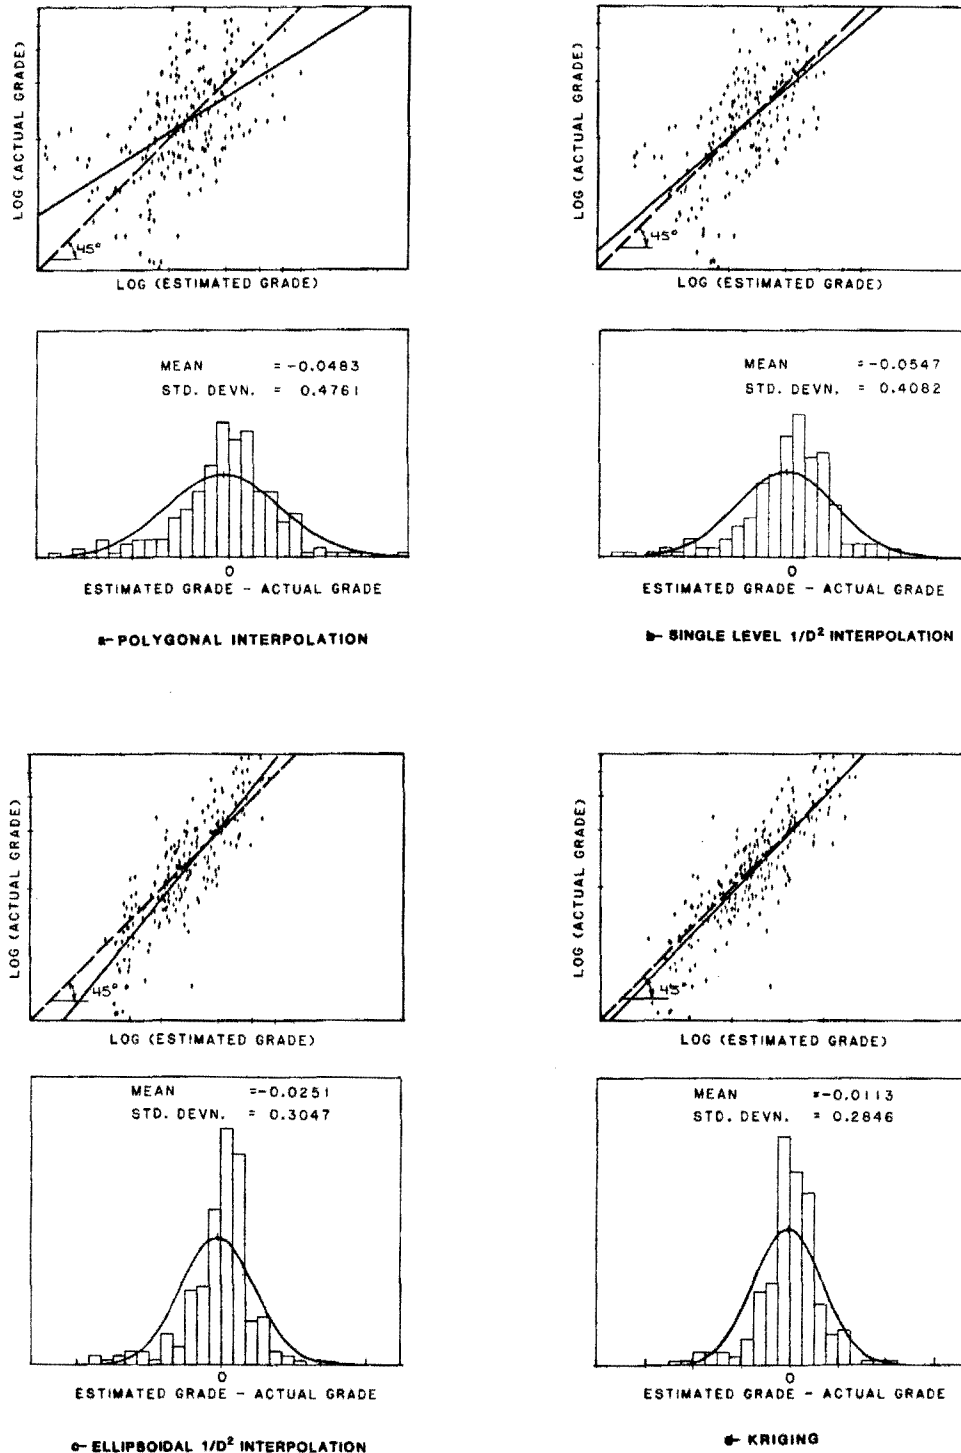 LOG (ACTUAL GRADE)
45°
LOG (ESTIMATED GRADE)
MEAN = -0.0483
STD. DEVN. = 0.4761
0
ESTIMATED GRADE - ACTUAL GRADE
a- POLYGONAL INTERPOLATION
LOG (ACTUAL GRADE)
45°
LOG (ESTIMATED GRADE)
MEAN = -0.0547
STD. DEVN. = 0.4082
0
ESTIMATED GRADE - ACTUAL GRADE
b- SINGLE LEVEL 1/D² INTERPOLATION
LOG (ACTUAL GRADE)
45°
LOG (ESTIMATED GRADE)
MEAN = -0.0251
STD. DEVN. = 0.3047
0
ESTIMATED GRADE - ACTUAL GRADE
c- ELLIPSOIDAL 1/D² INTERPOLATION
LOG (ACTUAL GRADE)
45°
LOG (ESTIMATED GRADE)
MEAN = -0.0113
STD. DEVN. = 0.2846
0
ESTIMATED GRADE - ACTUAL GRADE
d- KRIGING